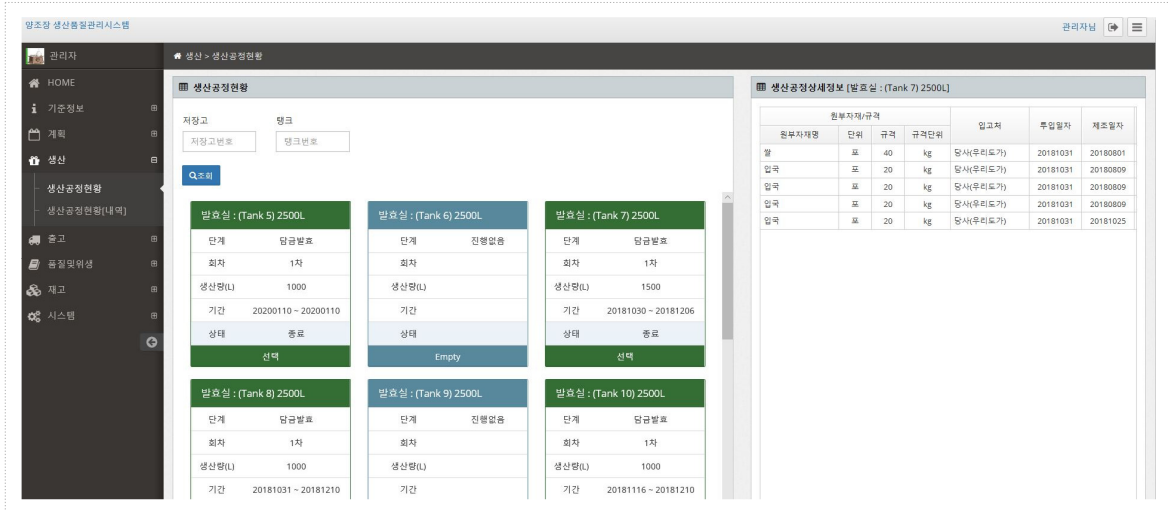 양조장 생산품질관리시스템
관리자님
관리자
생산 > 생산공정현황
HOME
기준정보
계획
생산
생산공정현황
생산공정현황[내역]
출고
품질및위생
재고
시스템
생산공정현황
저장고 탱크
저장고번호 탱크번호
조회
발효실 : (Tank 5) 2500L
단계 담금발효
회차 1차
생산량(L) 1000
기간 20200110 ~ 20200110
상태 종료
선택
발효실 : (Tank 6) 2500L
단계 진행없음
회차
생산량(L)
기간
상태
Empty
발효실 : (Tank 7) 2500L
단계 담금발효
회차 1차
생산량(L) 1500
기간 20181030 ~ 20181206
상태 종료
선택
발효실 : (Tank 8) 2500L
단계 담금발효
회차 1차
생산량(L) 1000
기간 20181031 ~ 20181210
발효실 : (Tank 9) 2500L
단계 진행없음
회차
생산량(L)
기간
발효실 : (Tank 10) 2500L
단계 담금발효
회차 1차
생산량(L) 1000
기간 20181116 ~ 20181210
생산공정상세정보 [발효실 : (Tank 7) 2500L]
원부자재/규격 입고처 투입일자 제조일자
원부자재명 단위 규격 규격단위
쌀 포 40 kg 당사(우리도가) 20181031 20180801
입국 포 20 kg 당사(우리도가) 20181031 20180809
입국 포 20 kg 당사(우리도가) 20181031 20180809
입국 포 20 kg 당사(우리도가) 20181031 20180809
입국 포 20 kg 당사(우리도가) 20181031 20181025